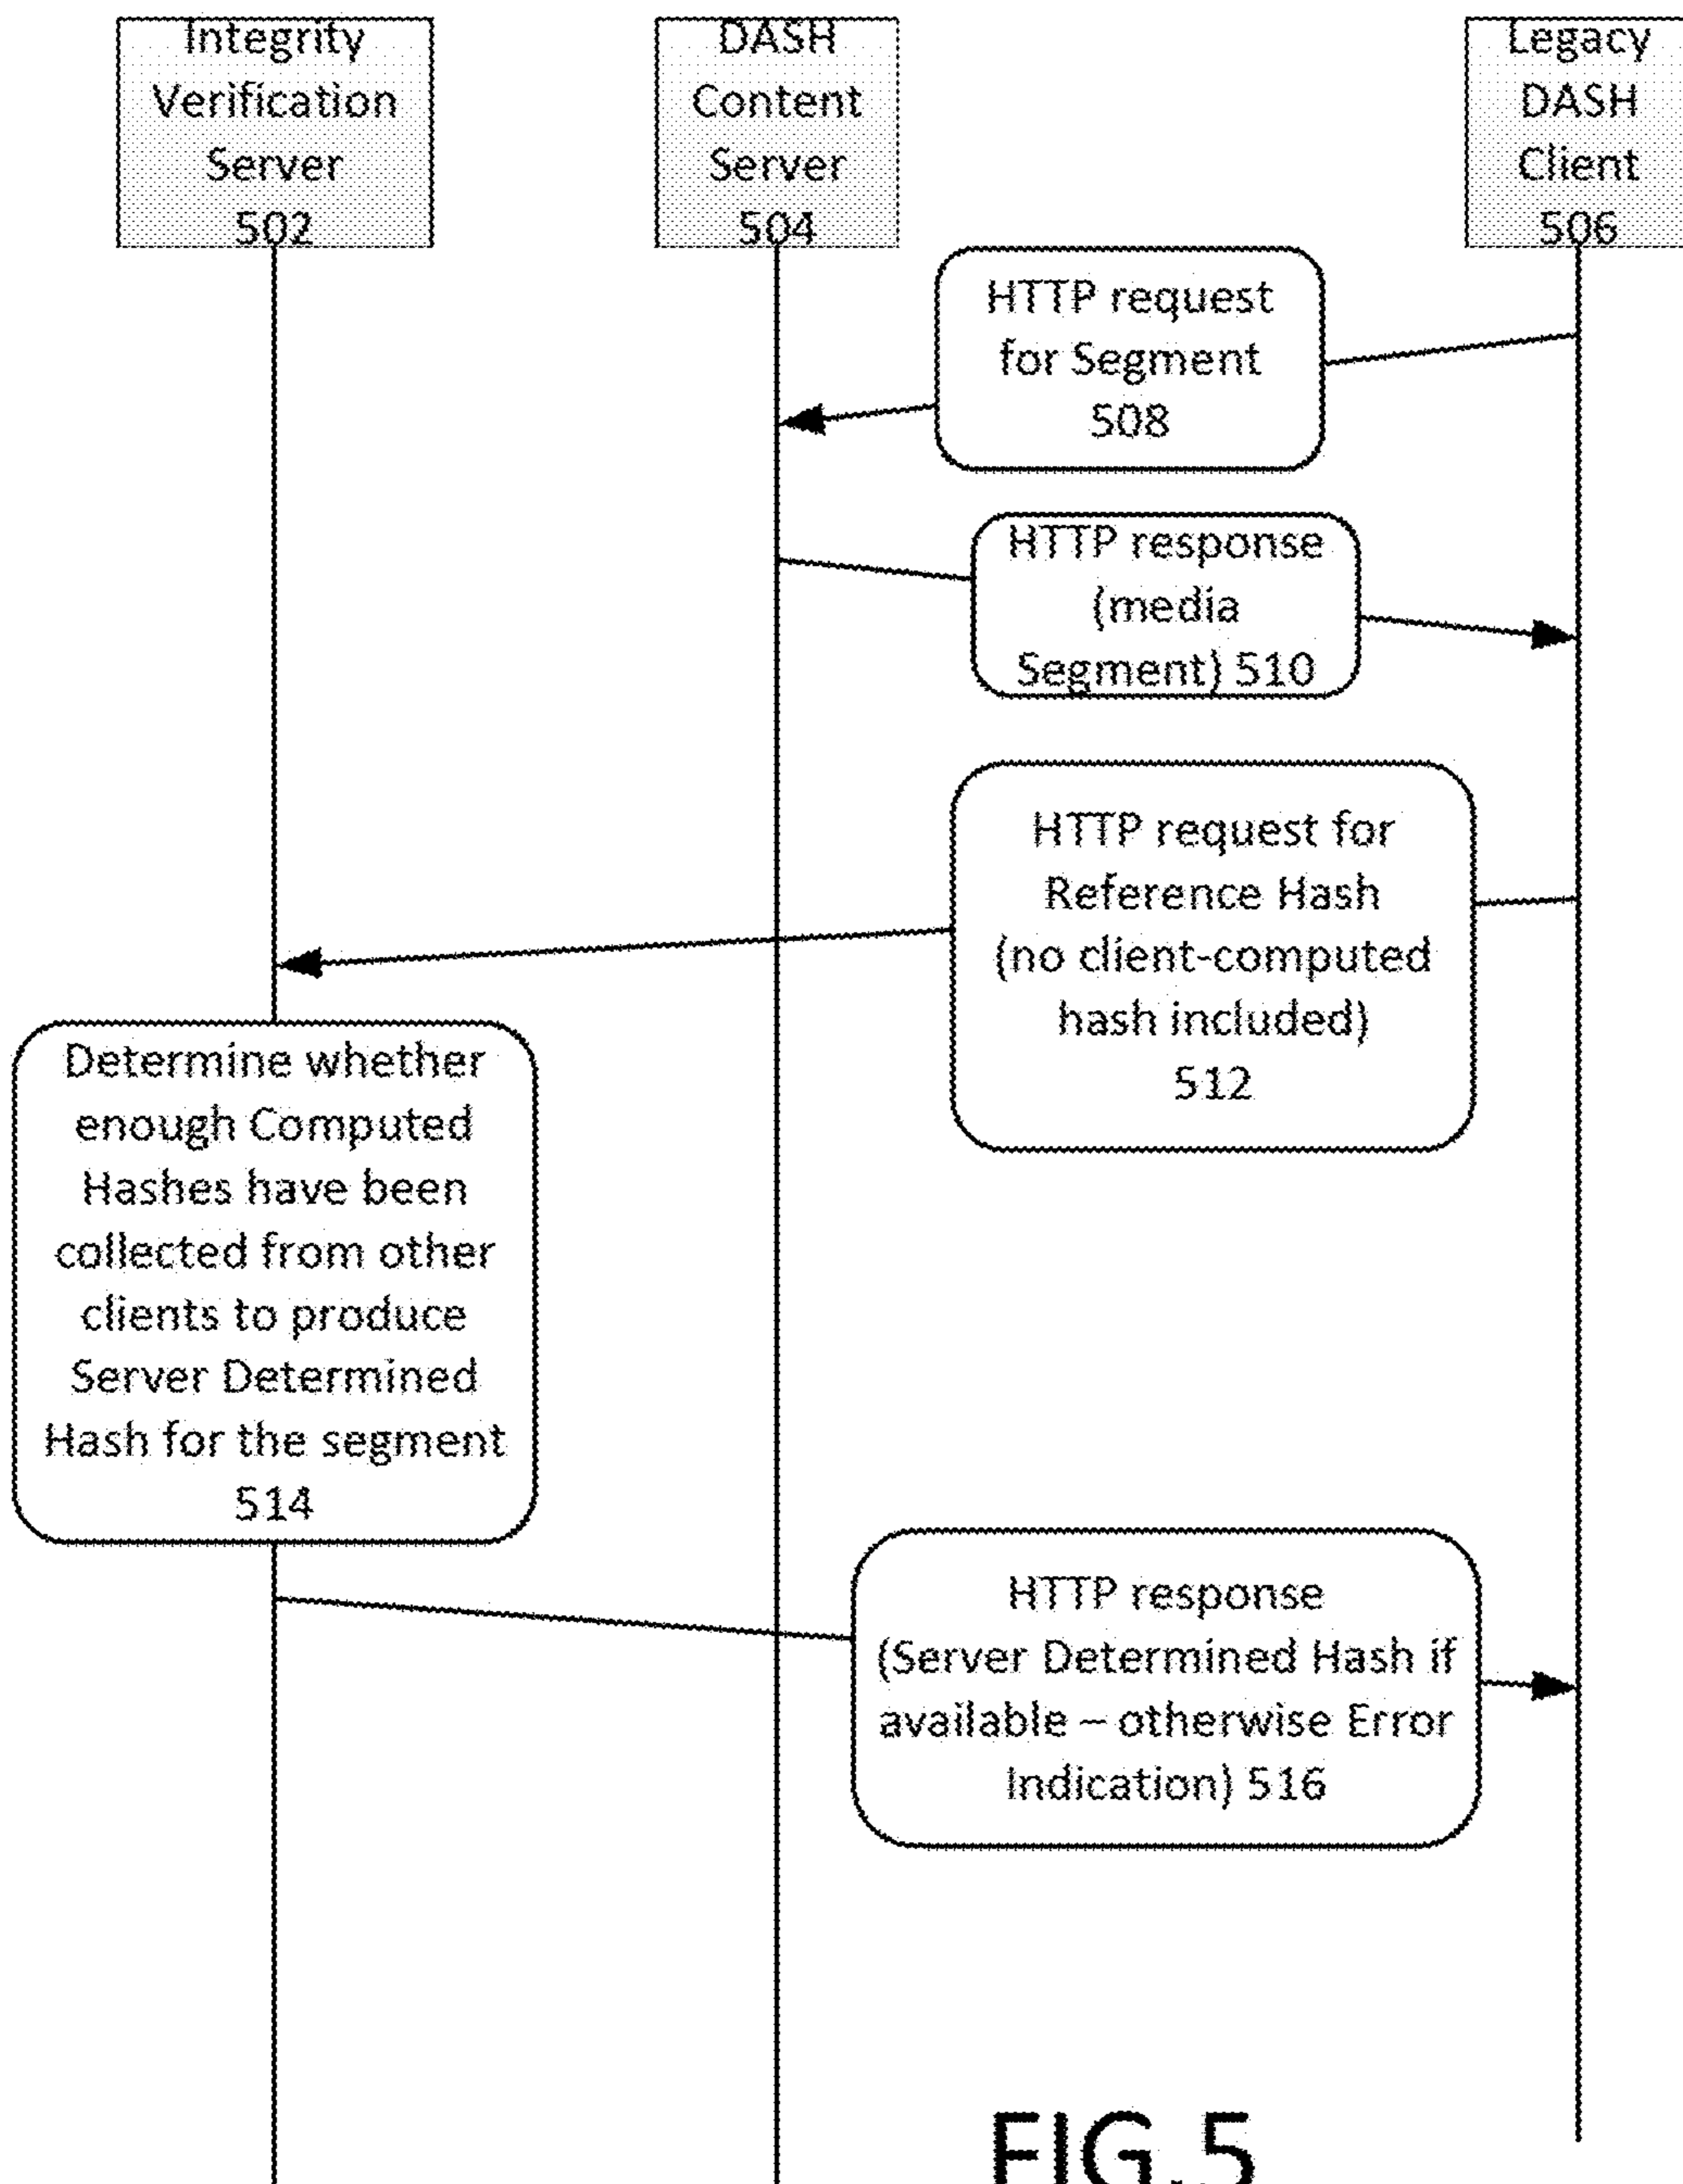 Integrity
Verification
Server
502
DASH
Content
Server
504
Legacy
DASH
Client
506
HTTP request
for Segment
508
HTTP response
(media
Segment) 510
HTTP request for
Reference Hash
(no client-computed
hash included)
512
Determine whether
enough Computed
Hashes have been
collected from other
clients to produce
Server Determined
Hash for the segment
514
HTTP response
(Server Determined Hash if
available – otherwise Error
Indication) 516
FIG.5